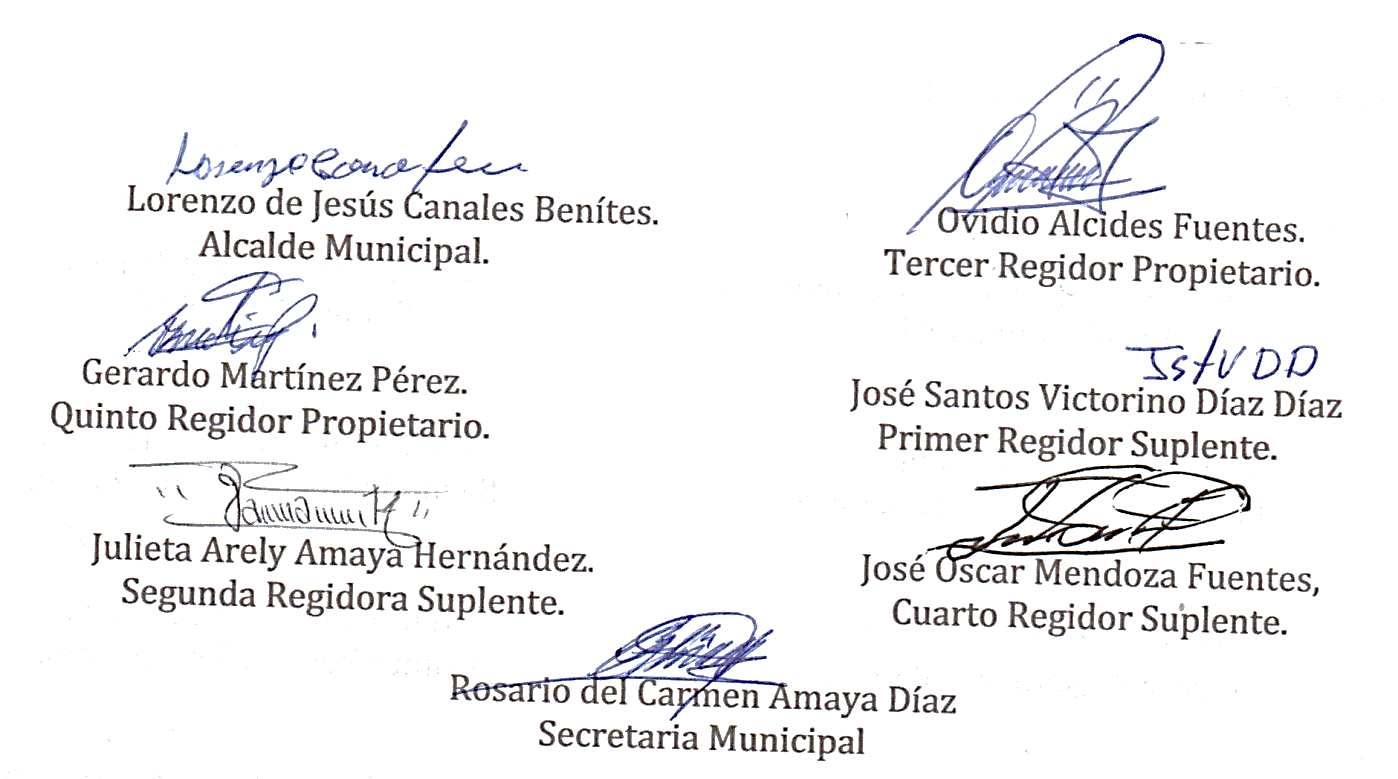 Lorenzo de Jesús Canales Benítes.
Alcalde Municipal.
Ovidio Alcides Fuentes.
Tercer Regidor Propietario.
Gerardo Martínez Pérez.
Quinto Regidor Propietario.
JstVDD
José Santos Victorino Díaz Díaz
Primer Regidor Suplente.
Julieta Arely Amaya Hernández.
Segunda Regidora Suplente.
José Oscar Mendoza Fuentes,
Cuarto Regidor Suplente.
Rosario del Carmen Amaya Díaz
Secretaria Municipal